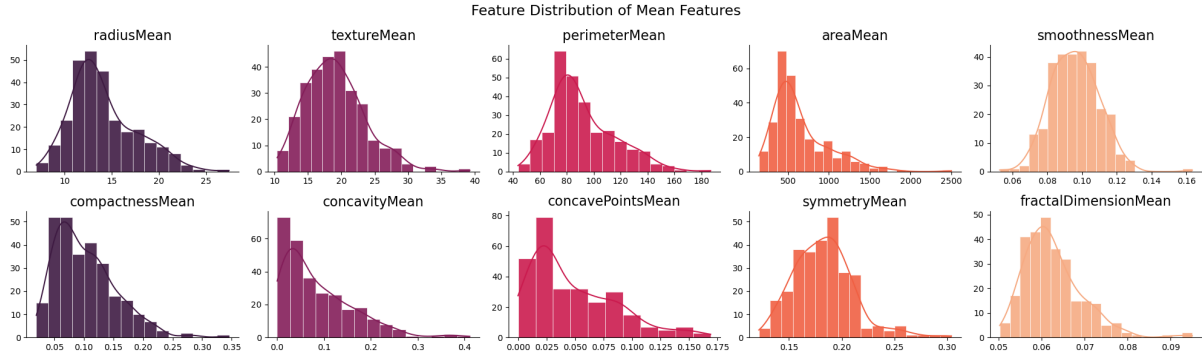 Feature Distribution of Mean Features
radiusMean
50
40
30
20
10
0
10 15 20 25
textureMean
40
30
20
10
0
10 15 20 25 30 35 40
perimeterMean
60
50
40
30
20
10
0
40 60 80 100 120 140 160 180
areaMean
60
40
20
0
500 1000 1500 2000 2500
smoothnessMean
40
30
20
10
0
0.06 0.08 0.10 0.12 0.14 0.16
compactnessMean
50
40
30
20
10
0
0.05 0.10 0.15 0.20 0.25 0.30 0.35
concavityMean
60
40
20
0
0.0 0.1 0.2 0.3 0.4
concavePointsMean
80
60
40
20
0
0.000 0.025 0.050 0.075 0.100 0.125 0.150 0.175
symmetryMean
50
40
30
20
10
0
0.15 0.20 0.25 0.30
fractalDimensionMean
50
40
30
20
10
0
0.05 0.06 0.07 0.08 0.09